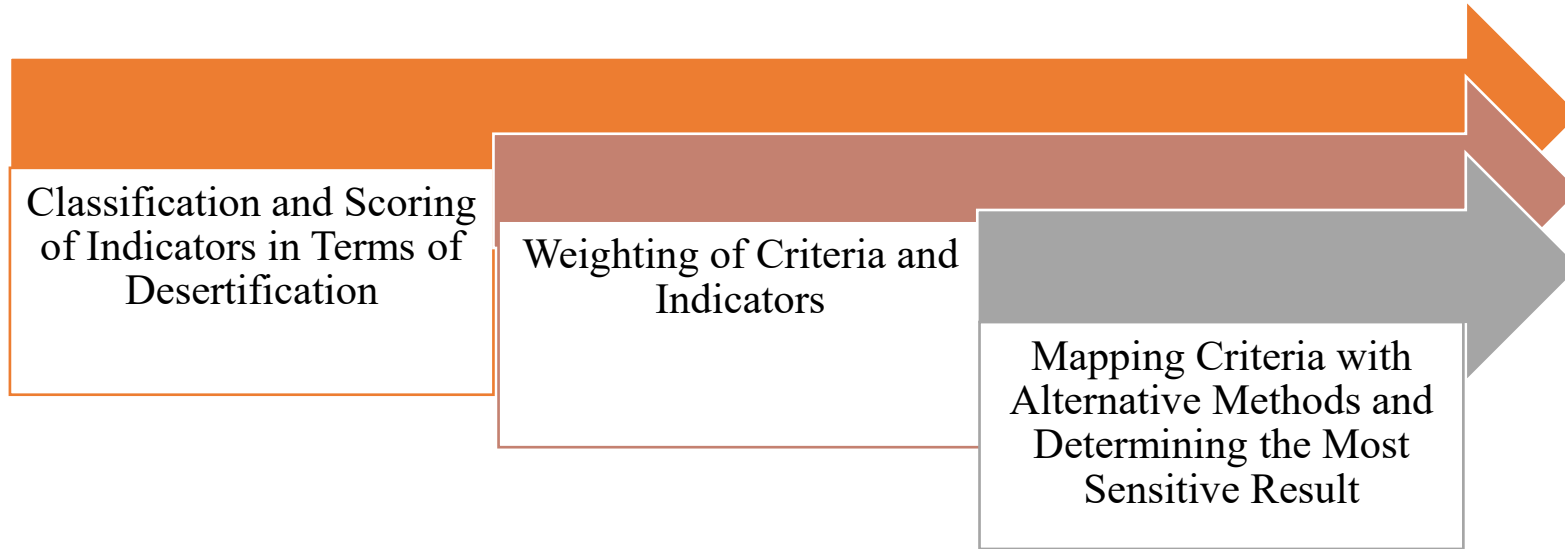 Classification and Scoring
of Indicators in Terms of
Desertification
Weighting of Criteria and
Indicators
Mapping Criteria with
Alternative Methods and
Determining the Most
Sensitive Result